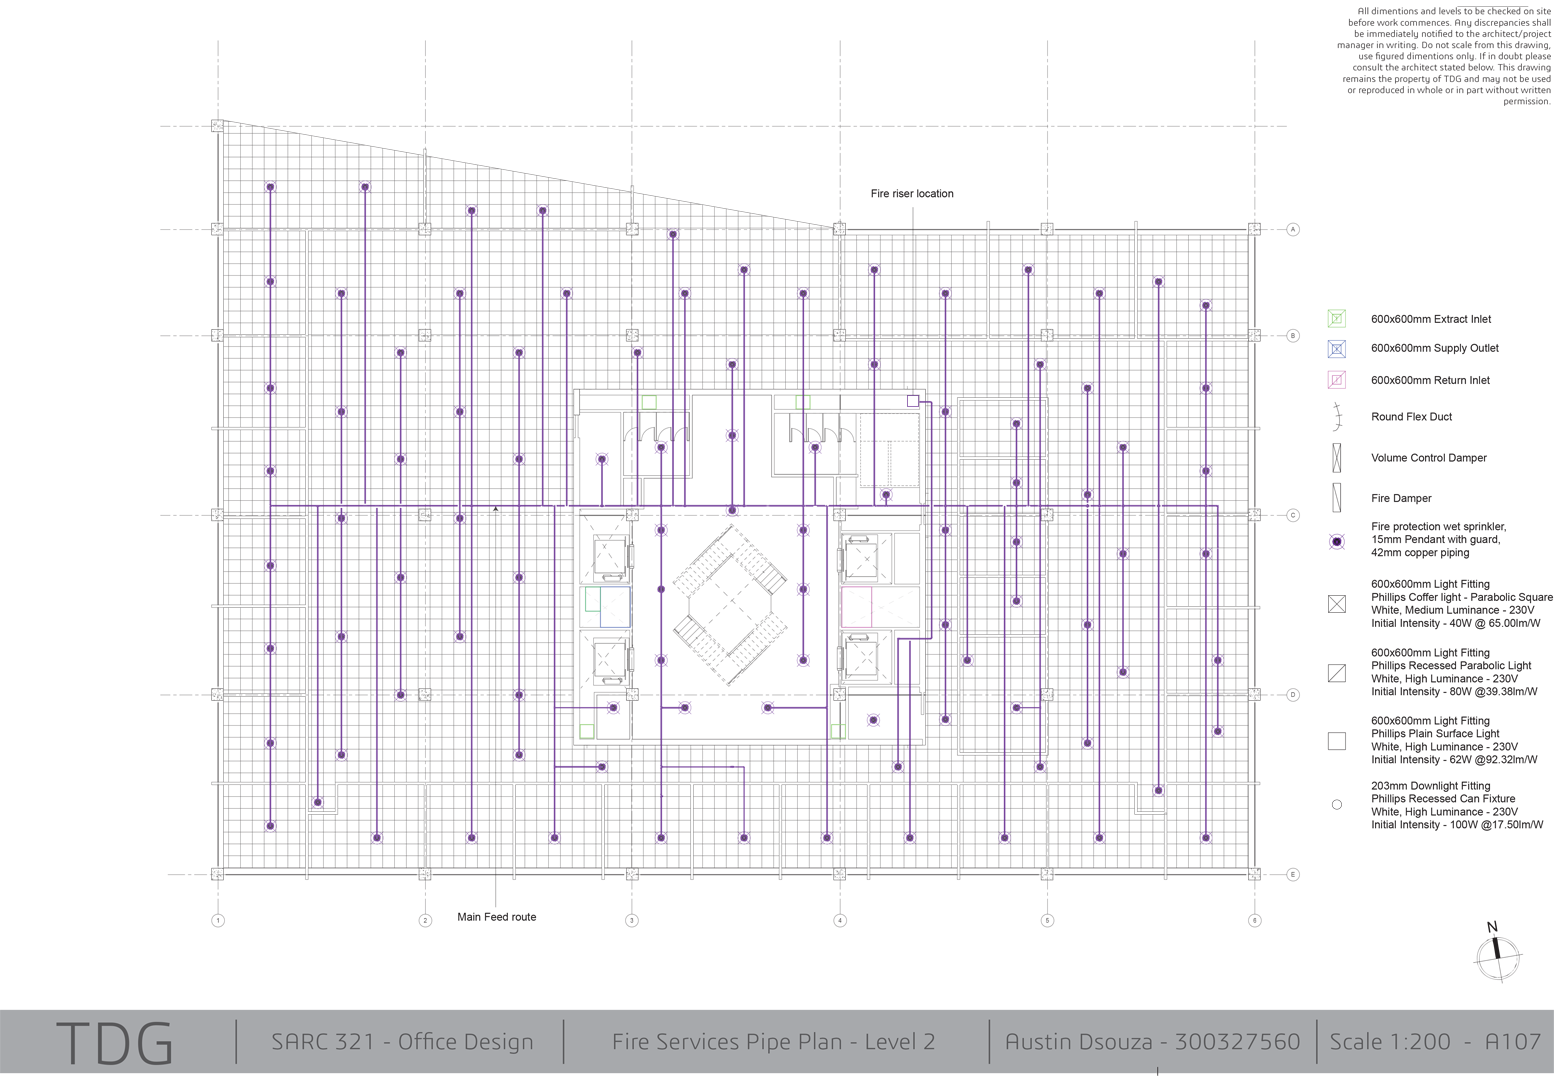 All dimentions and levels to be checked on site
before work commences. Any discrepancies shall
be immediately notified to the architect/project
manager in writing. Do not scale from this drawing,
use figured dimentions only. If in doubt please
consult the architect stated below. This drawing
remains the property of TDG and may not be used
or reproduced in whole or in part without written
permission.
Fire riser location
A
B
C
D
E
600x600mm Extract Inlet
600x600mm Supply Outlet
600x600mm Return Inlet
Round Flex Duct
Volume Control Damper
Fire Damper
Fire protection wet sprinkler,
15mm Pendant with guard,
42mm copper piping
600x600mm Light Fitting
Phillips Coffer light - Parabolic Square
White, Medium Luminance - 230V
Initial Intensity - 40W @ 65.00lm/W
600x600mm Light Fitting
Phillips Recessed Parabolic Light
White, High Luminance - 230V
Initial Intensity - 80W @39.38lm/W
600x600mm Light Fitting
Phillips Plain Surface Light
White, High Luminance - 230V
Initial Intensity - 62W @92.32lm/W
203mm Downlight Fitting
Phillips Recessed Can Fixture
White, High Luminance - 230V
Initial Intensity - 100W @17.50lm/W
Main Feed route
1 2 3 4 5 6
N
TDG
SARC 321 - Office Design
Fire Services Pipe Plan - Level 2
Austin Dsouza - 300327560
Scale 1:200 - A107